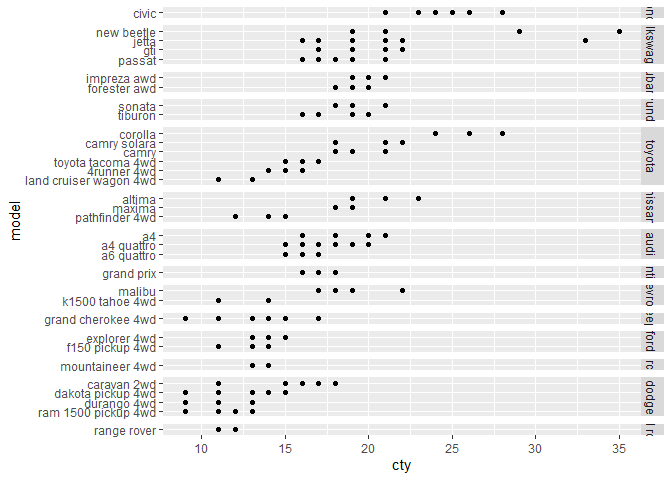 civic
new beetle
jetta
gti
passat
impreza awd
forester awd
sonata
tiburon
corolla
camry solara
camry
toyota tacoma 4wd
4runner 4wd
land cruiser wagon 4wd
toyota
altima
maxima
pathfinder 4wd
a4
a4 quattro
a6 quattro
audi
grand prix
malibu
k1500 tahoe 4wd
grand cherokee 4wd
explorer 4wd
f150 pickup 4wd
ford
mountaineer 4wd
caravan 2wd
dakota pickup 4wd
durango 4wd
ram 1500 pickup 4wd
dodge
range rover
model
10 15 20 25 30 35
cty